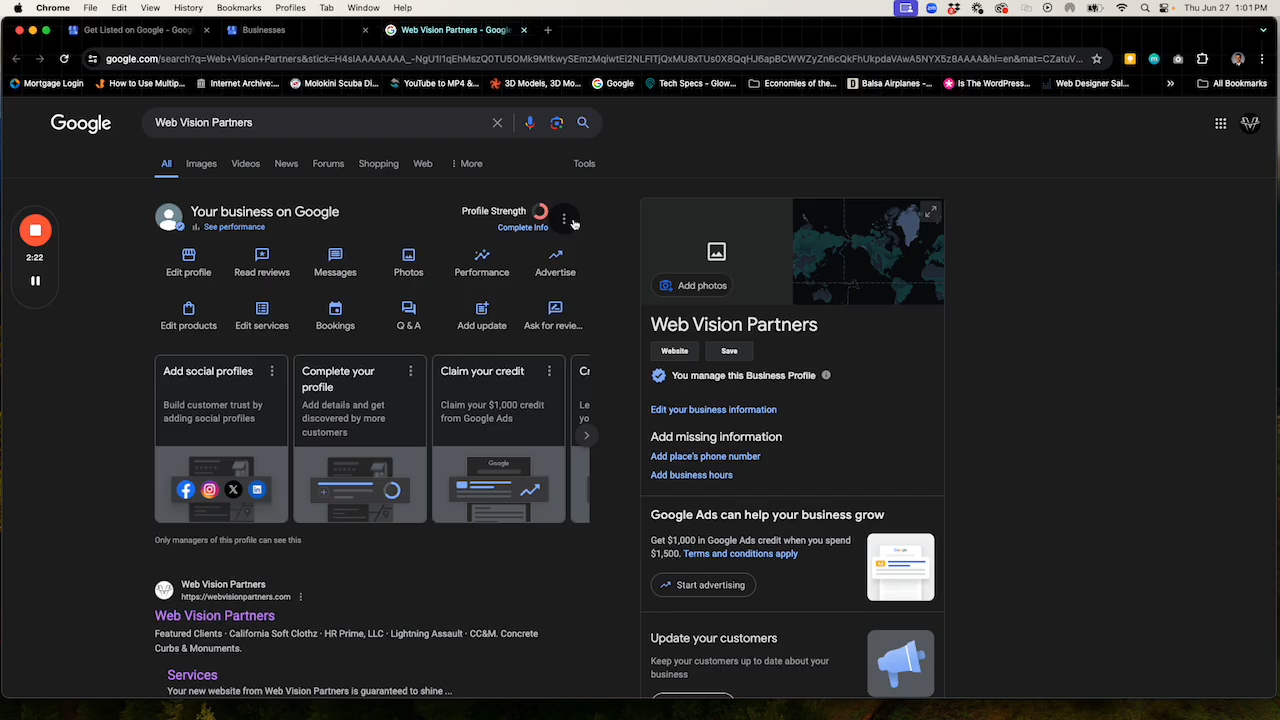 Chrome File Edit View History Bookmarks Profiles Tab Window Help Thu Jun 27 1:01 PM
Get Listed on Google - Goog Businesses Web Vision Partners - Google
Web Vision Partners
Google
All Images Videos News Forums Shopping Web More Tools
Mortgage Login How to Use Multip... Internet Archive:... Molokini Scuba Di... YouTube to MP4 &... 3D Models, 3D Mo... Google Tech Specs - Glow... Economies of the... Balsa Airplanes -... Is The WordPress... Web Designer Sal... » All Bookmarks
2:22
Your business on Google
See performance
Profile Strength
Complete Info
Edit profile Read reviews Messages Photos Performance Advertise
Edit products Edit services Bookings Q & A Add update Ask for revie...
Add social profiles
Build customer trust by
adding social profiles
Complete your
profile
Add details and get
discovered by more
customers
Claim your credit
Claim your $1,000 credit
from Google Ads
Google
Cr
Le
yo
Only managers of this profile can see this
Web Vision Partners
https://webvisionpartners.com
Web Vision Partners
Featured Clients · California Soft Clothz · HR Prime, LLC · Lightning Assault · CC&M. Concrete
Curbs & Monuments.
Services
Your new website from Web Vision Partners is guaranteed to shine ...
Add photos
Web Vision Partners
Website Save
You manage this Business Profile
Edit your business information
Add missing information
Add place's phone number
Add business hours
Google Ads can help your business grow
Get $1,000 in Google Ads credit when you spend
$1,500. Terms and conditions apply
Start advertising
Update your customers
Keep your customers up to date about your
business